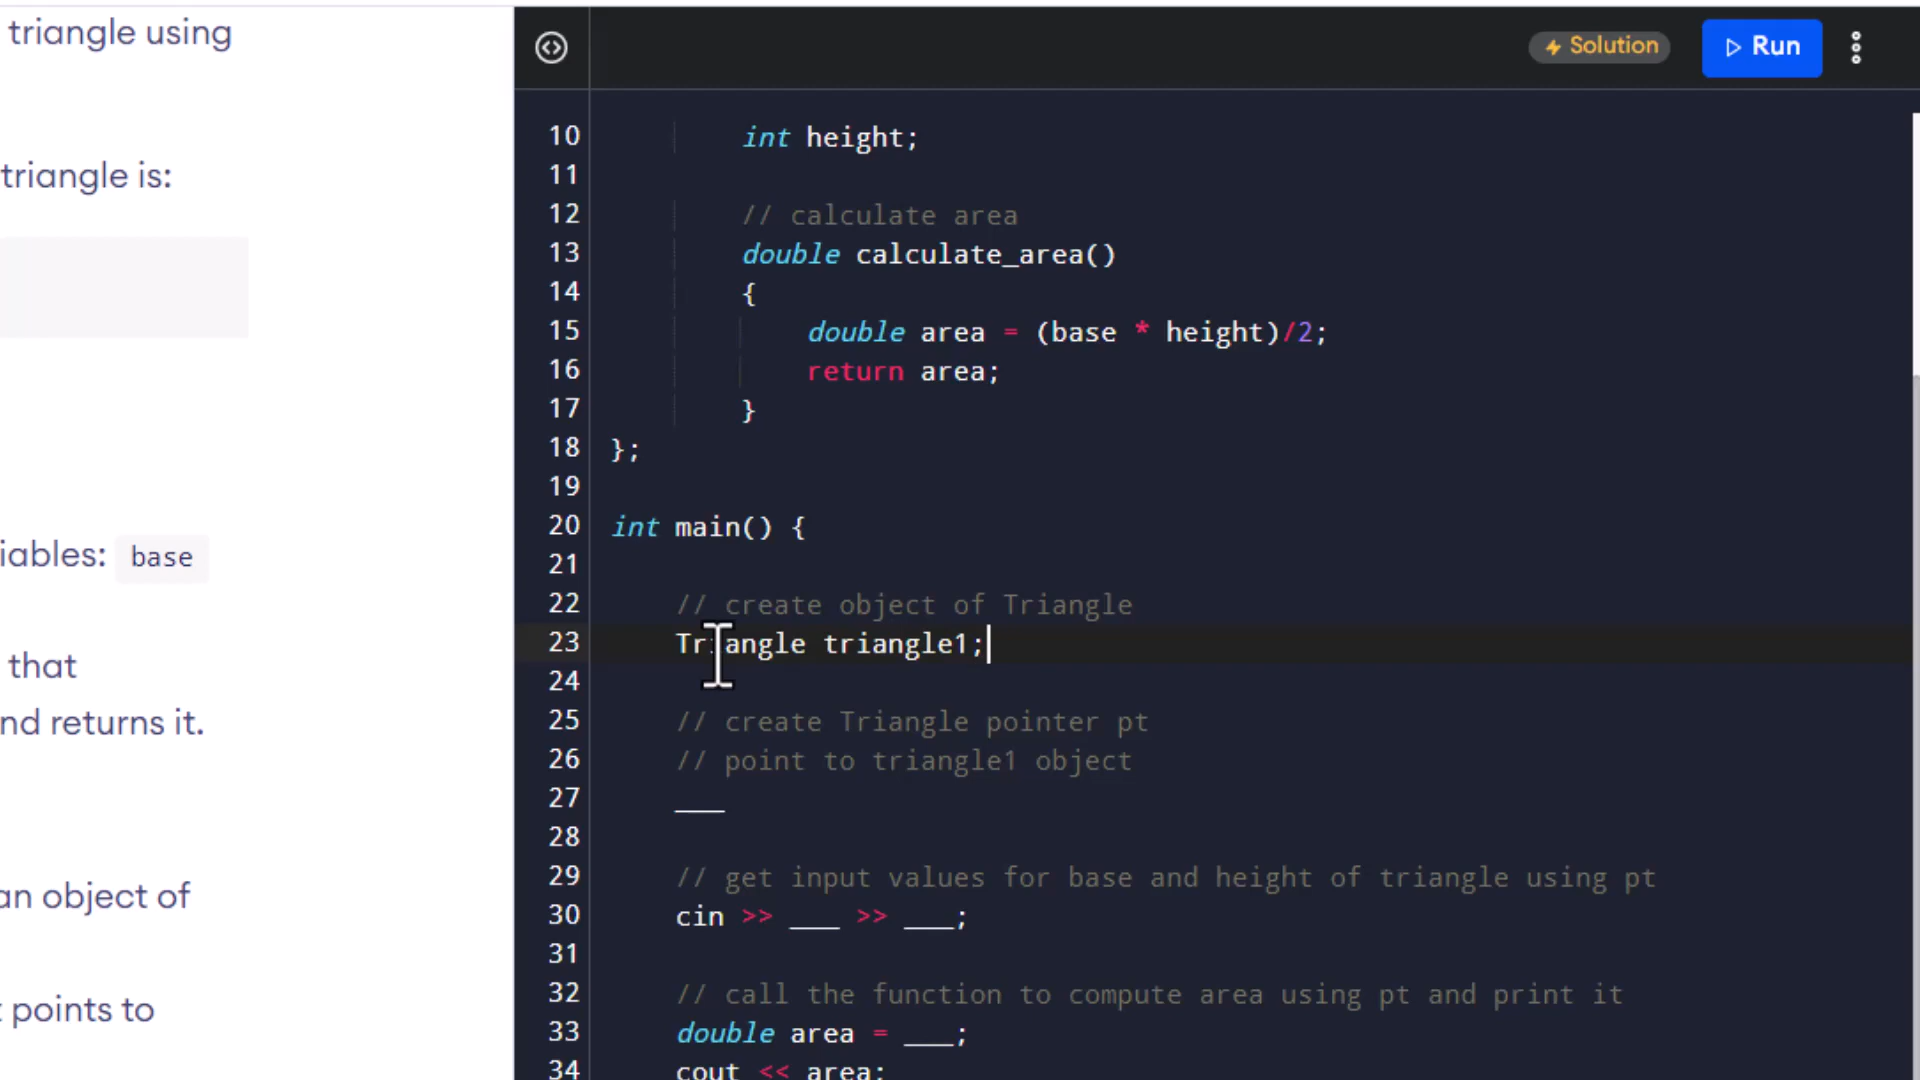 triangle using
triangle is:
iables: base
that
nd returns it.
an object of
points to
Solution
Run
10 int height;
11
12 // calculate area
13 double calculate_area()
14 {
15 double area = (base * height)/2;
16 return area;
17 }
18 };
19
20 int main() {
21
22 // create object of Triangle
23 Triangle triangle1;
24
25 // create Triangle pointer pt
26 // point to triangle1 object
27 ___
28
29 // get input values for base and height of triangle using pt
30 cin >> ___ >> ___;
31
32 // call the function to compute area using pt and print it
33 double area = ___;
34 cout << area;